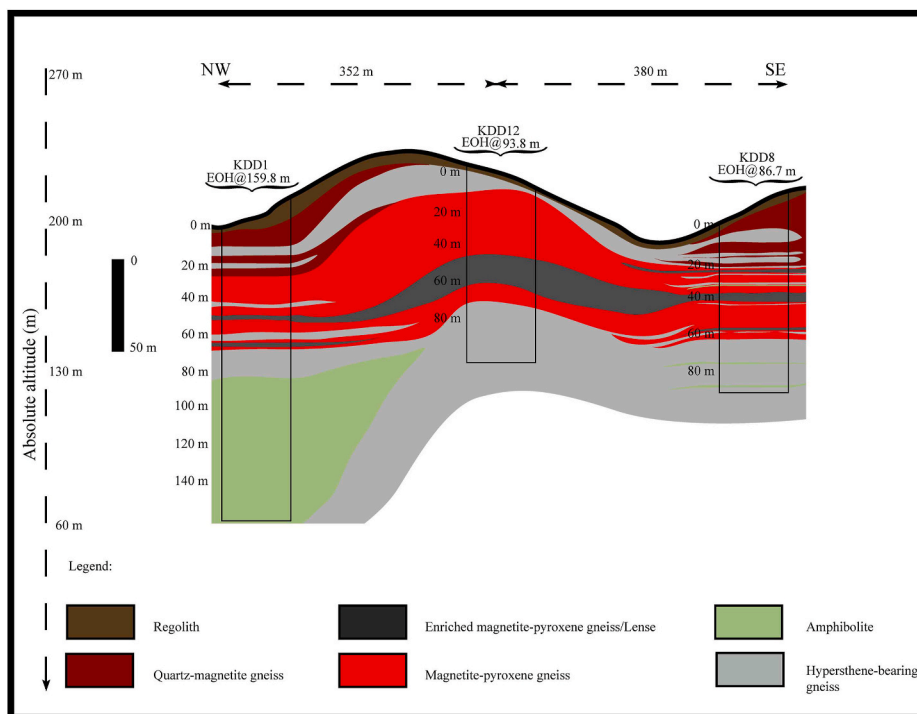 270 m
NW
352 m
380 m
SE
KDD12
EOH@93.8 m
KDD1
EOH@159.8 m
KDD8
EOH@86.7 m
Absolute altitude (m)
200 m
130 m
60 m
0
50 m
0 m
20 m
40 m
60 m
80 m
100 m
120 m
140 m
0 m
20 m
40 m
60 m
80 m
0 m
20 m
40 m
60 m
80 m
Legend:
Regolith
Enriched magnetite-pyroxene gneiss/Lense
Amphibolite
Quartz-magnetite gneiss
Magnetite-pyroxene gneiss
Hypersthene-bearing
gneiss